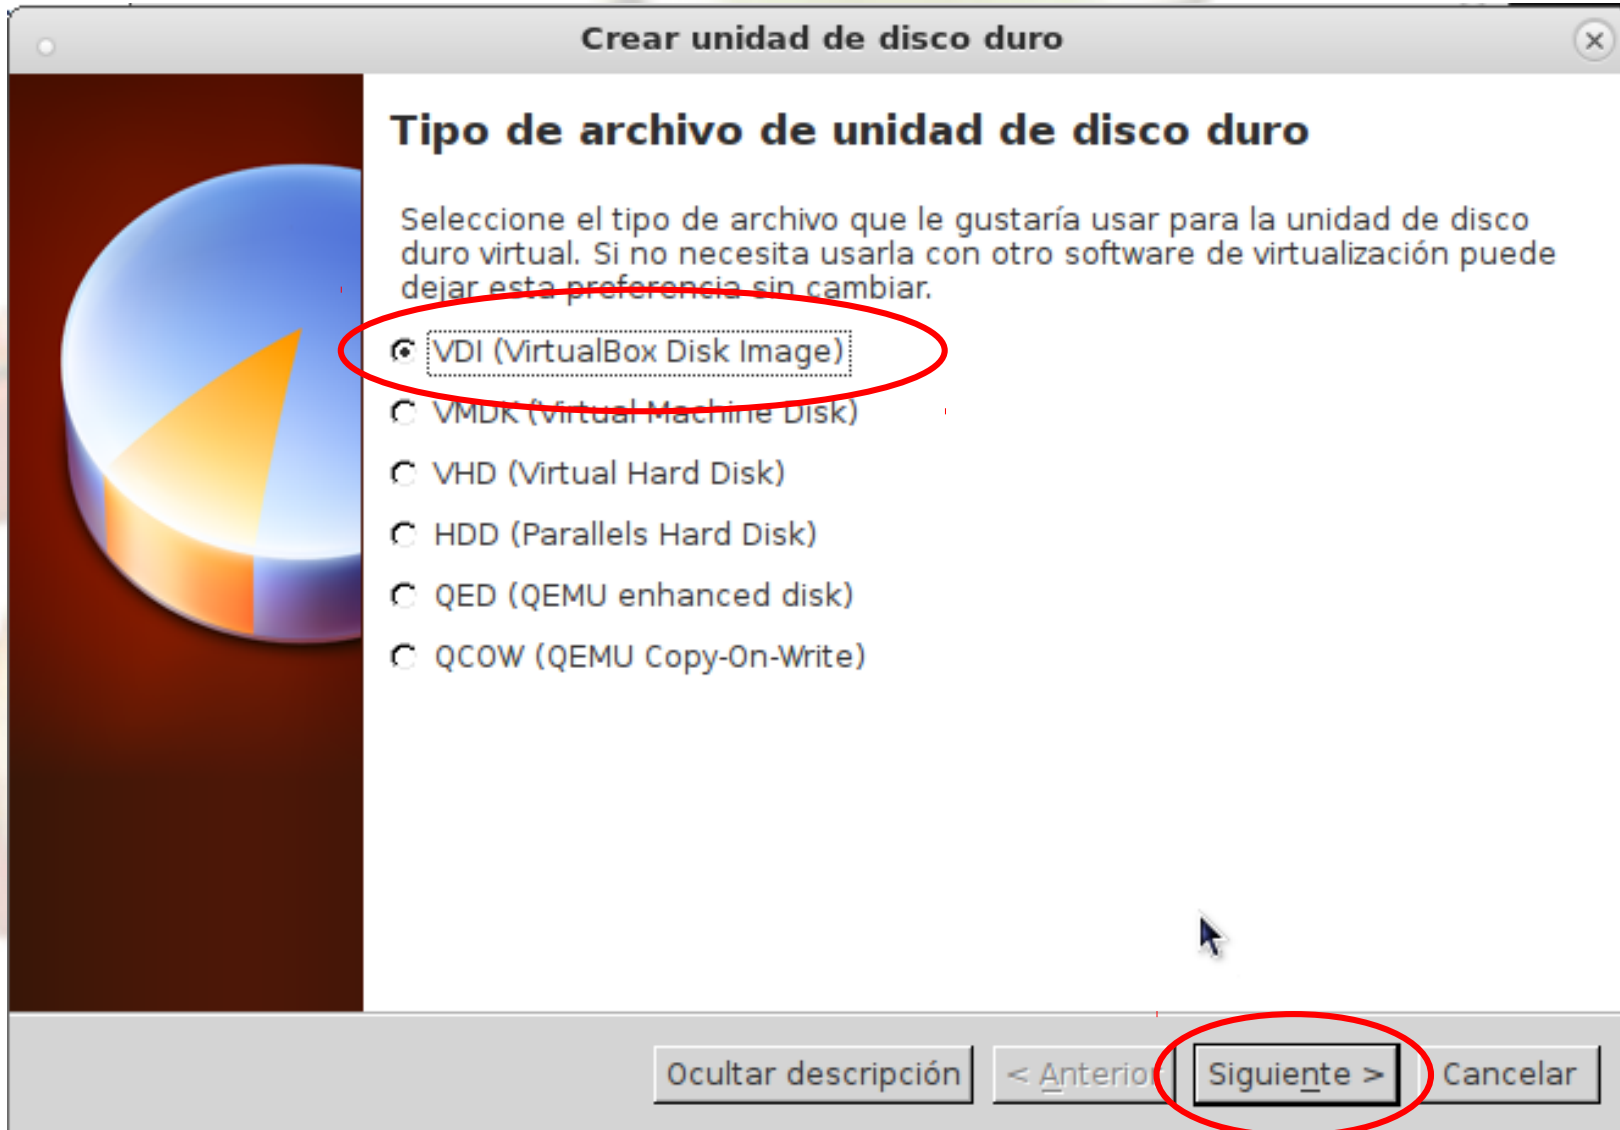 Crear unidad de disco duro
Tipo de archivo de unidad de disco duro
Seleccione el tipo de archivo que le gustaría usar para la unidad de disco
duro virtual. Si no necesita usarla con otro software de virtualización puede
dejar esta preferencia sin cambiar.
VDI (VirtualBox Disk Image)
VMDK (Virtual Machine Disk)
VHD (Virtual Hard Disk)
HDD (Parallels Hard Disk)
QED (QEMU enhanced disk)
QCOW (QEMU Copy-On-Write)
Ocultar descripción < Anterior Siguiente > Cancelar